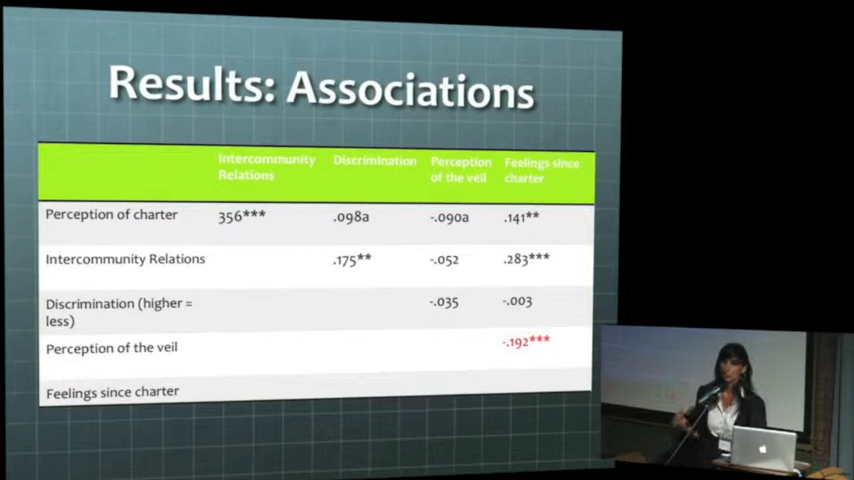 Results: Associations
Intercommunity Relations Discrimination Perception of the veil Feelings since charter
Perception of charter 356*** .098a -.090a .141**
Intercommunity Relations .175** -.052 .283***
Discrimination (higher = less) -.035 -.003
Perception of the veil -.192***
Feelings since charter